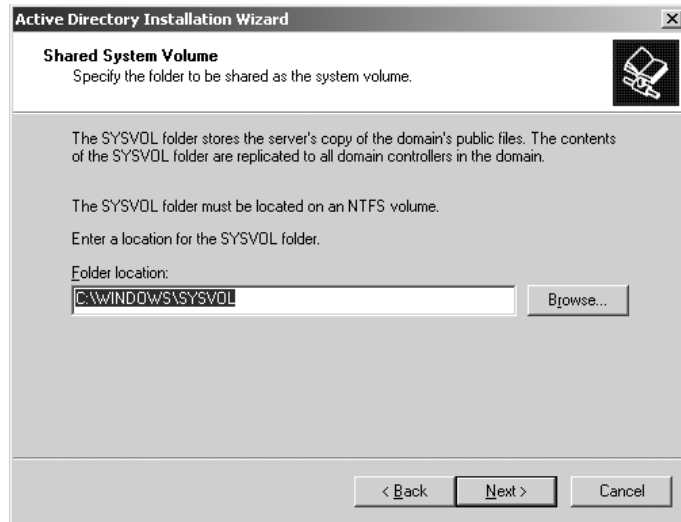 Active Directory Installation Wizard
Shared System Volume
Specify the folder to be shared as the system volume.
The SYSVOL folder stores the server's copy of the domain's public files. The contents
of the SYSVOL folder are replicated to all domain controllers in the domain.
The SYSVOL folder must be located on an NTFS volume.
Enter a location for the SYSVOL folder.
Folder location:
C:\WINDOWS\SYSVOL
Browse...
< Back
Next >
Cancel